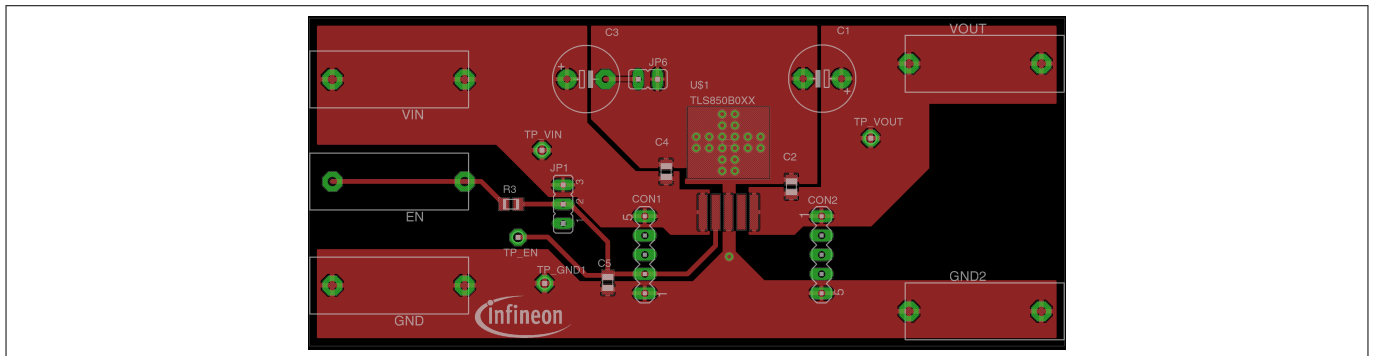 C3
C1
VOUT
JP6
+
U$1
TLS850B0XX
+
VIN
TP_VIN
TP_VOUT
C4
C2
JP1
3
R3
2
EN
1
CON1
5
CON2
1
TP_EN
C5
TP_GND1
GND2
1
5
GND
infineon